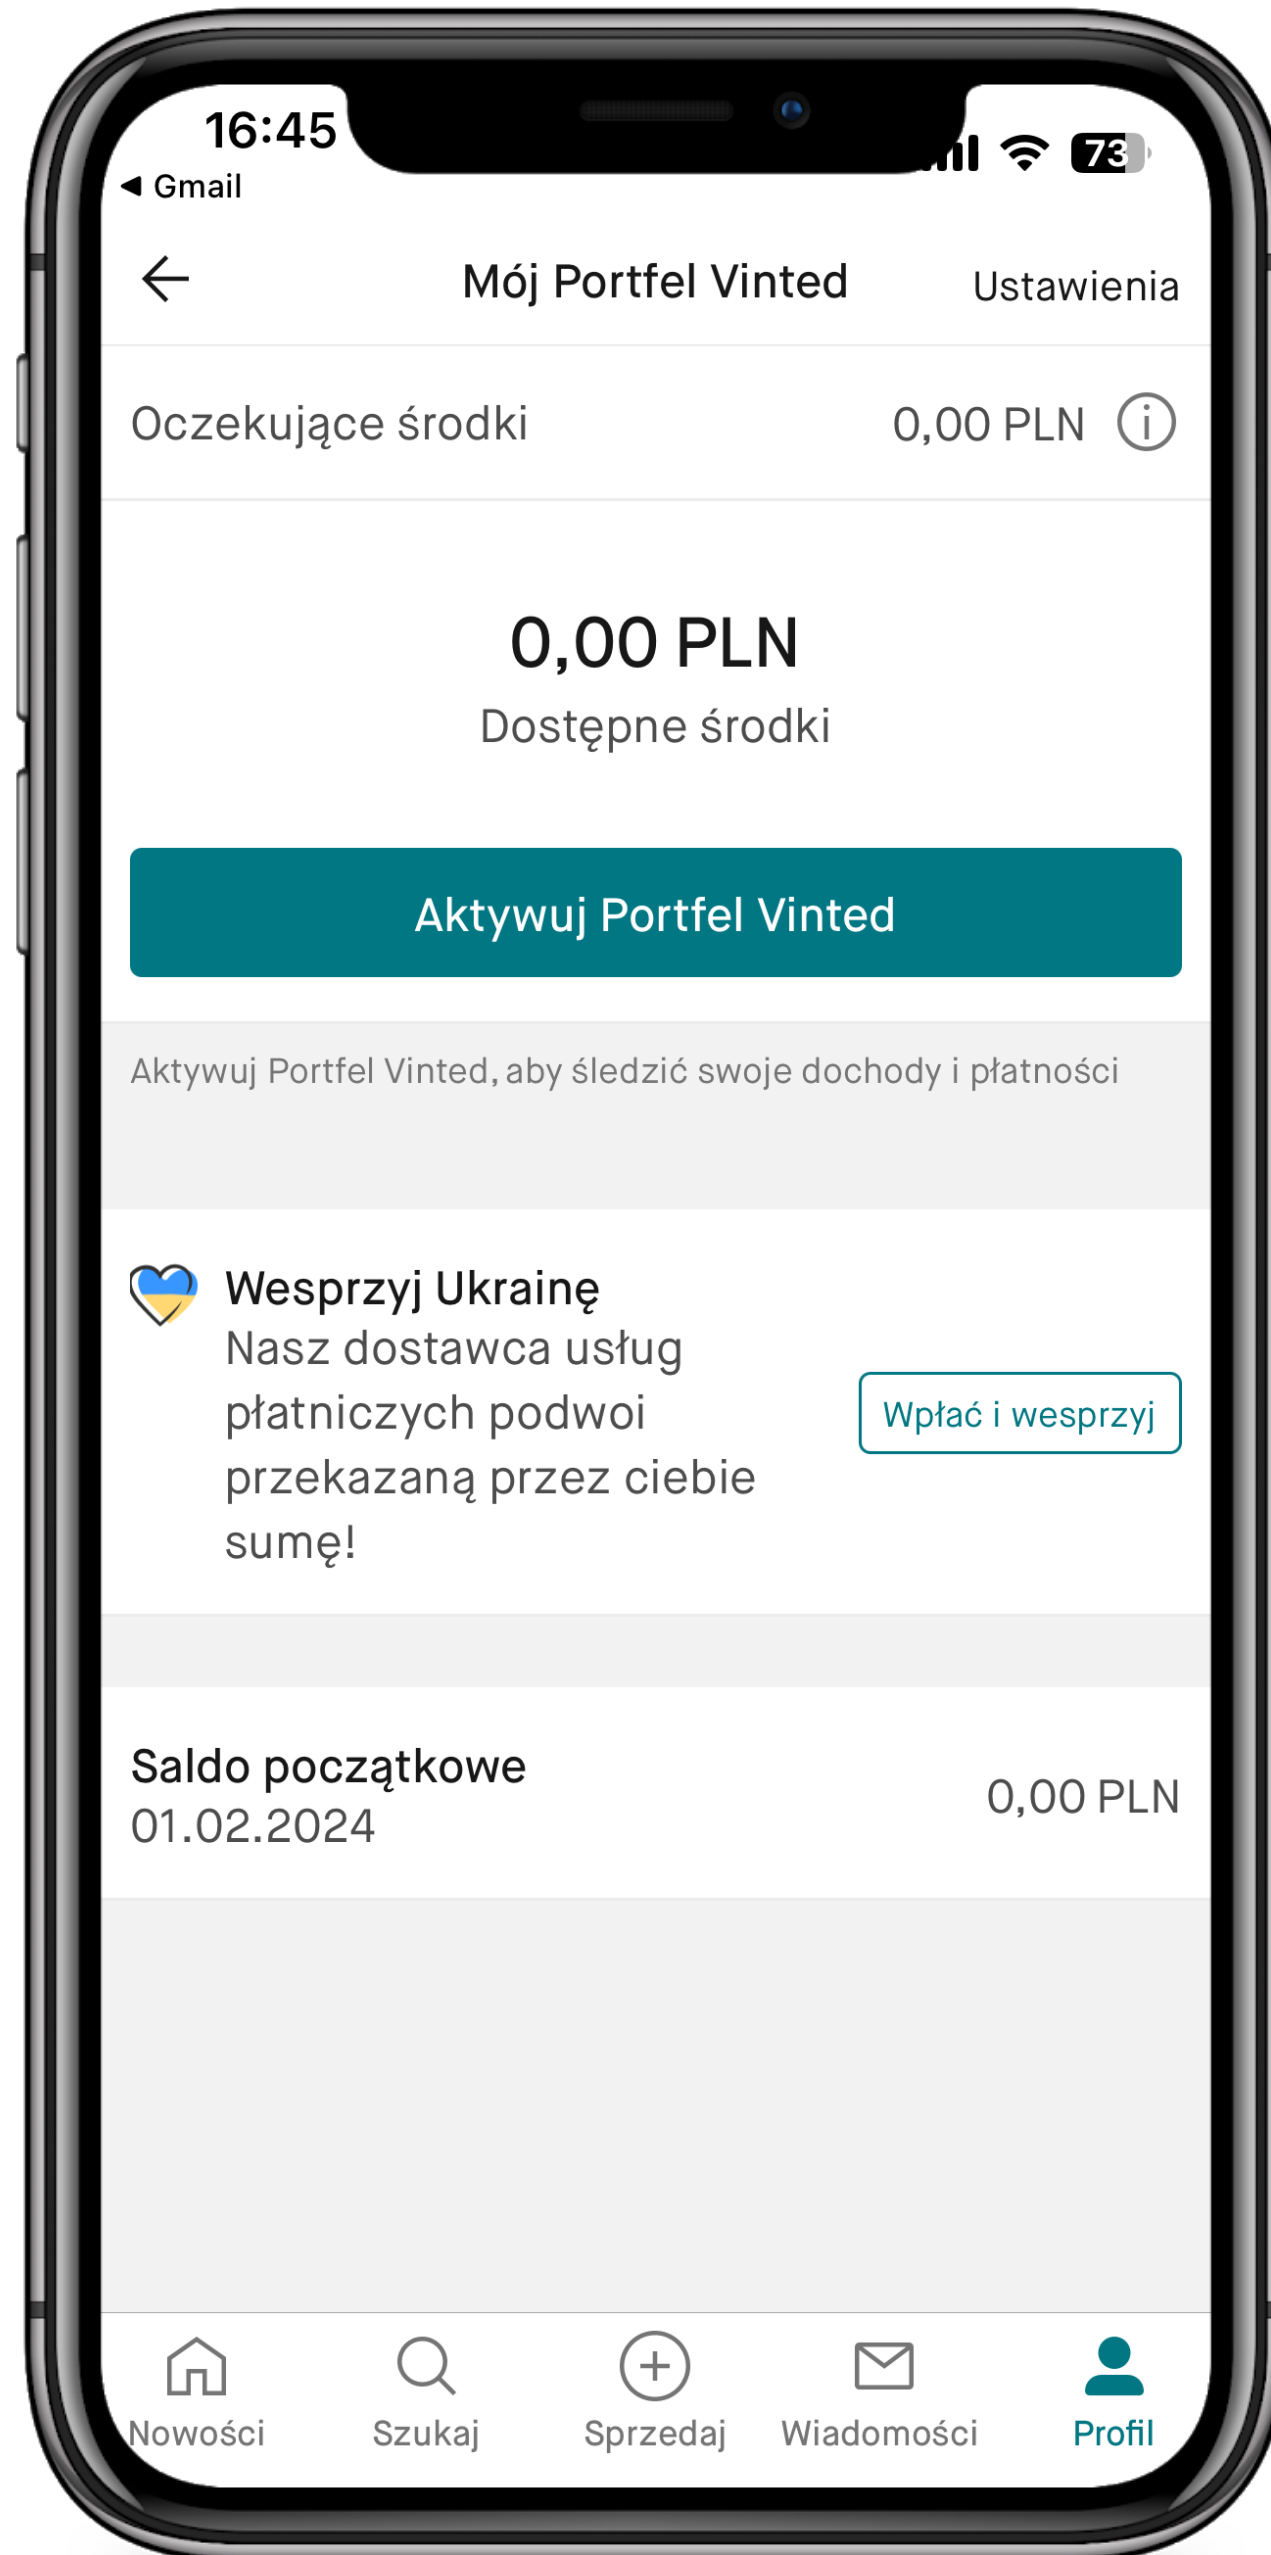 16:45
73
◀ Gmail
Mój Portfel Vinted
Ustawienia
Oczekujące środki
0,00 PLN
0,00 PLN
Dostępne środki
Aktywuj Portfel Vinted
Aktywuj Portfel Vinted, aby śledzić swoje dochody i płatności
Wesprzyj Ukrainę
Nasz dostawca usług
płatniczych podwoi
przekazaną przez ciebie
sumę!
Wpłać i wesprzyj
Saldo początkowe
01.02.2024
0,00 PLN
Nowości
Szukaj
Sprzedaj
Wiadomości
Profil